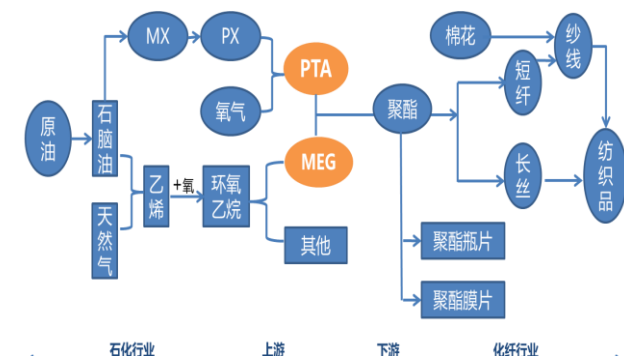 MX
PX
棉花
纱线
PTA
短纤
氧气
聚酯
原油
石脑油
MEG
纺织品
乙烯
+氧
环氧乙烷
长丝
天然气
其他
聚酯瓶片
聚酯膜片
石化行业
上游
下游
化纤行业